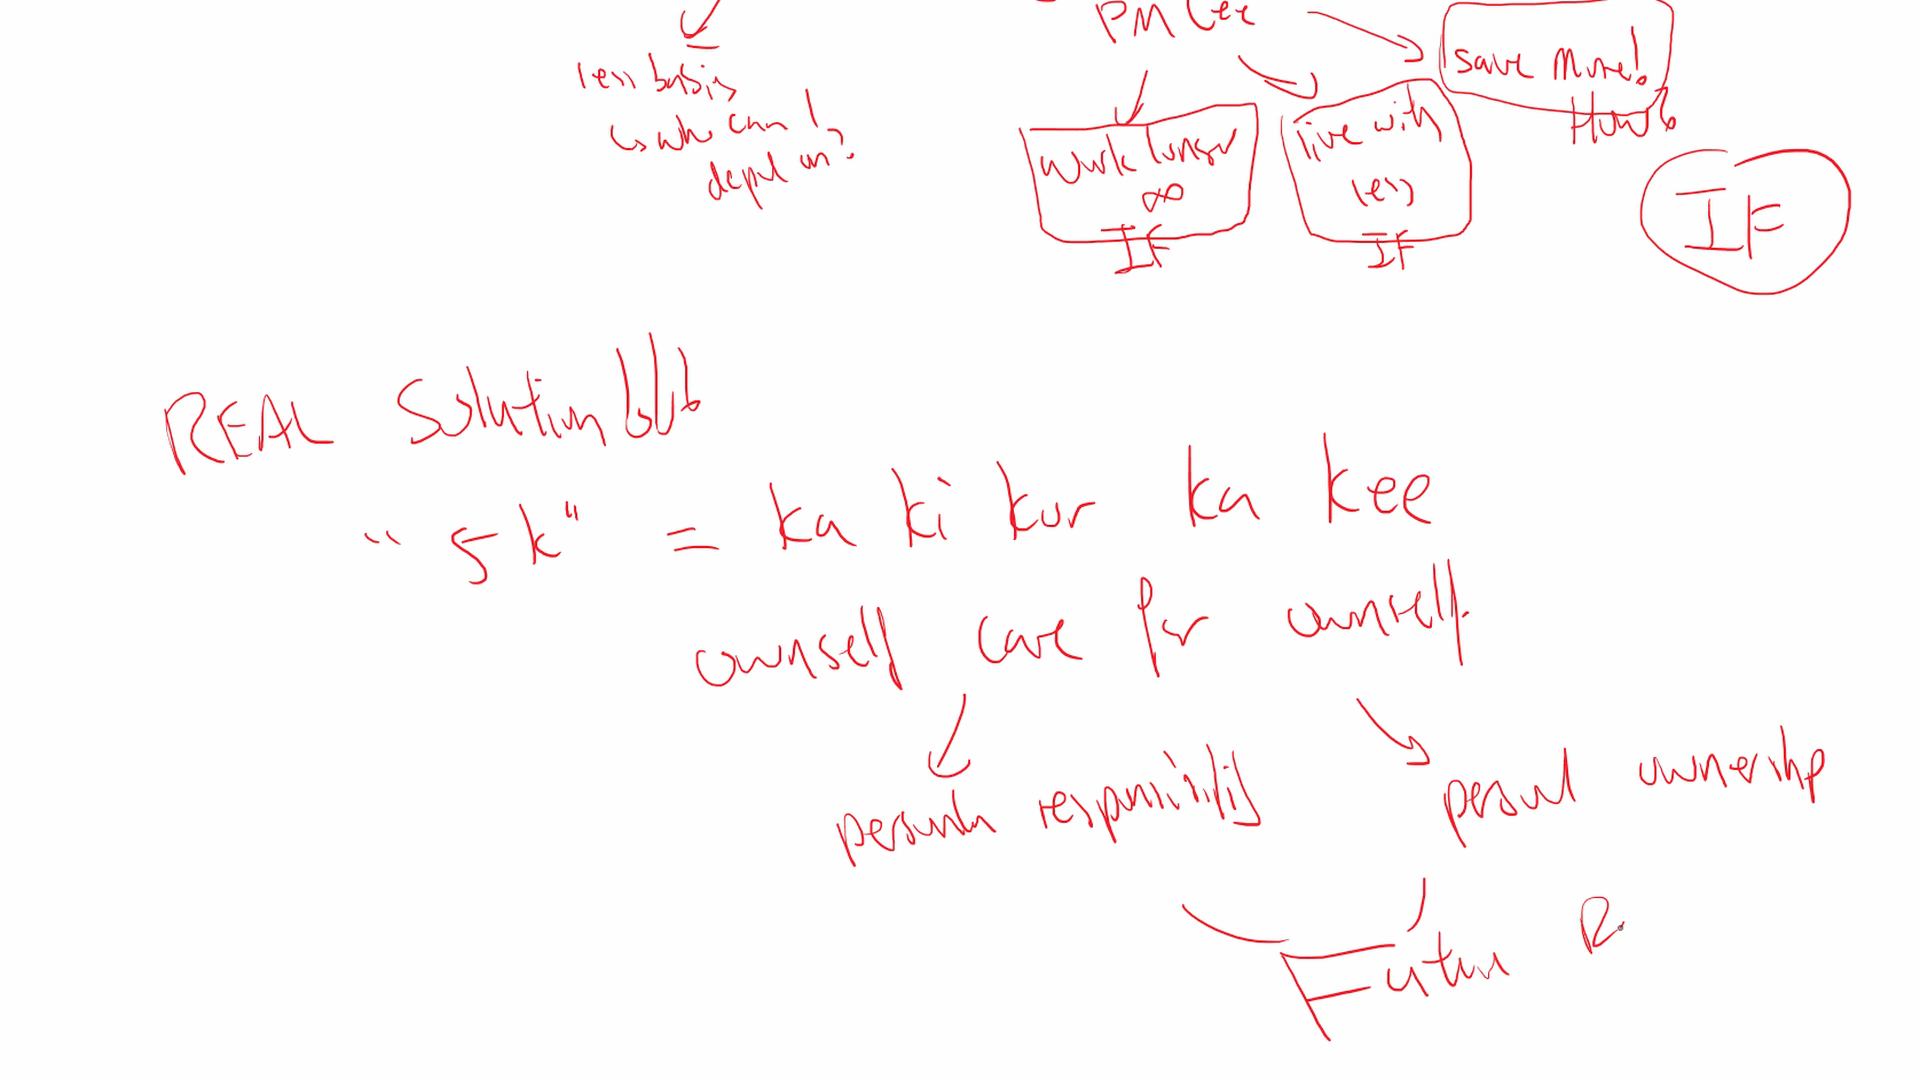 PM Lee
save more!
How?
less babies
↳ who can I
depend on?
work longer
∞
IF
live with
less
IF
IF
REAL Solution!!!
"5k" = ka ki kor ka kee
ownself care for ownself.
personal responsibility
personal ownership
Future R